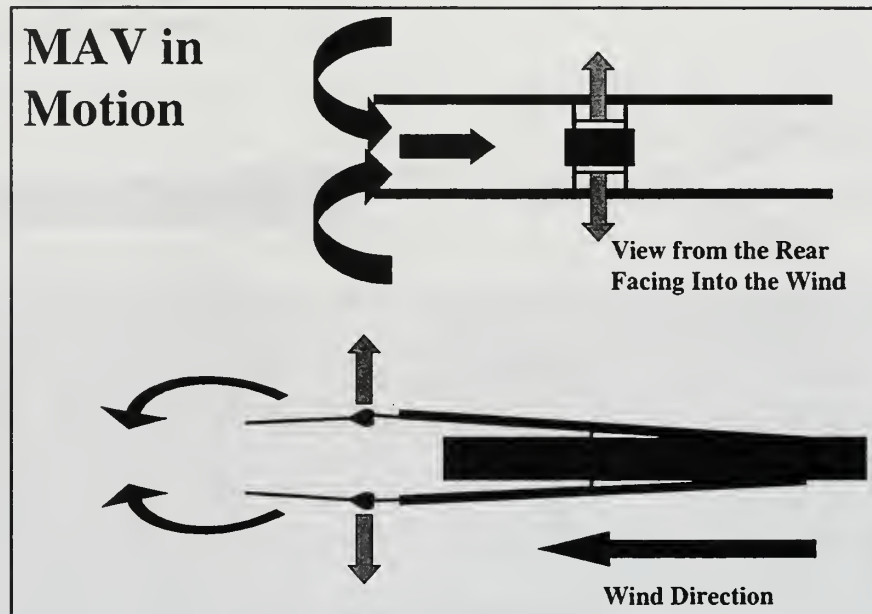 MAV in
Motion
View from the Rear
Facing Into the Wind
Wind Direction